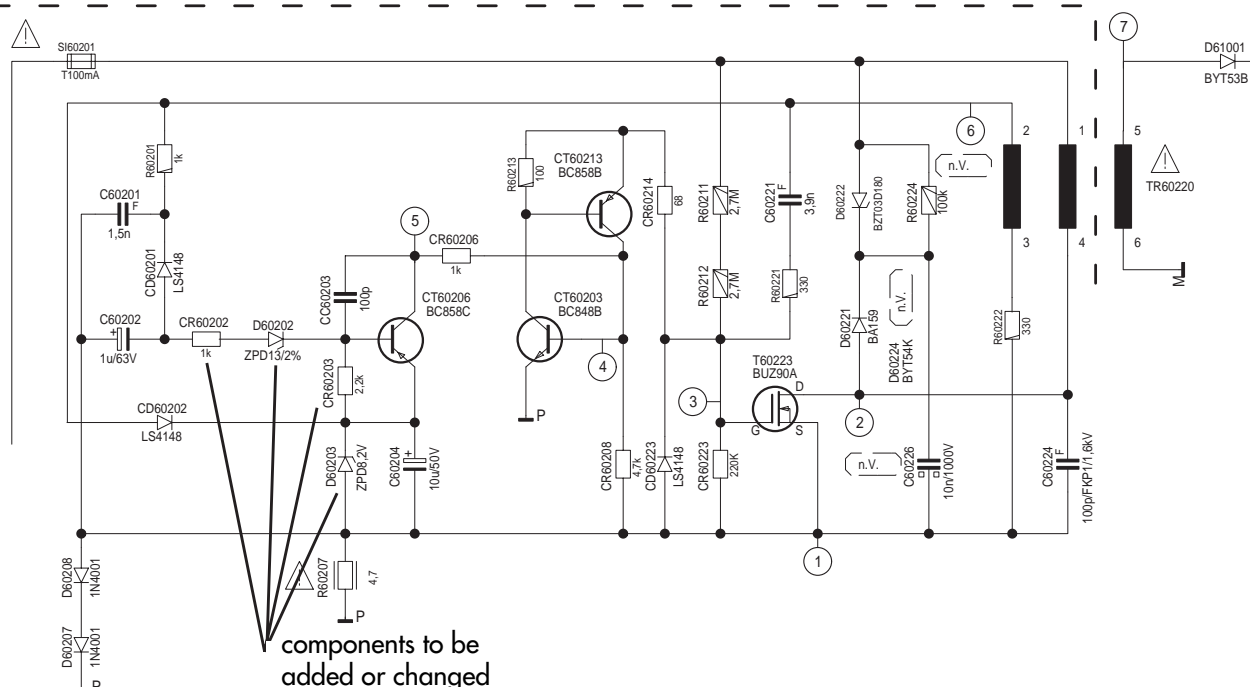 SI60201
T100mA
7
D61001
BYT53B
6
2
1
5
n.V.
TR60220
R60201
1k
C60201
F
1,5n
CD60201
LS4148
C60202
+
1u/63V
CR60202
1k
D60202
ZPD13/2%
CC60203
100p
5
CR60206
1k
CT60206
BC858C
CR60203
2,2k
CD60202
LS4148
D60203
ZPD8,2V
C60204
+
10u/50V
R60213
100
CT60213
BC858B
CR60214
68
CT60203
BC848B
4
P
CR60208
4,7k
CD60223
LS4148
R60211
2,7M
R60212
2,7M
C60221
F
3,9n
R60221
330
3
CR60223
220K
T60223
BUZ90A
D
G
S
2
D60222
BZT03D180
R60224
100k
D60221
BA159
n.V.
D60224
BYT54K
n.V.
C60226
10n/1000V
3
4
6
R60222
330
M
C60224
F
100p/FKP1/1,6kV
1
D60208
1N4001
D60207
1N4001
P
R60207
4,7
P
components to be
added or changed